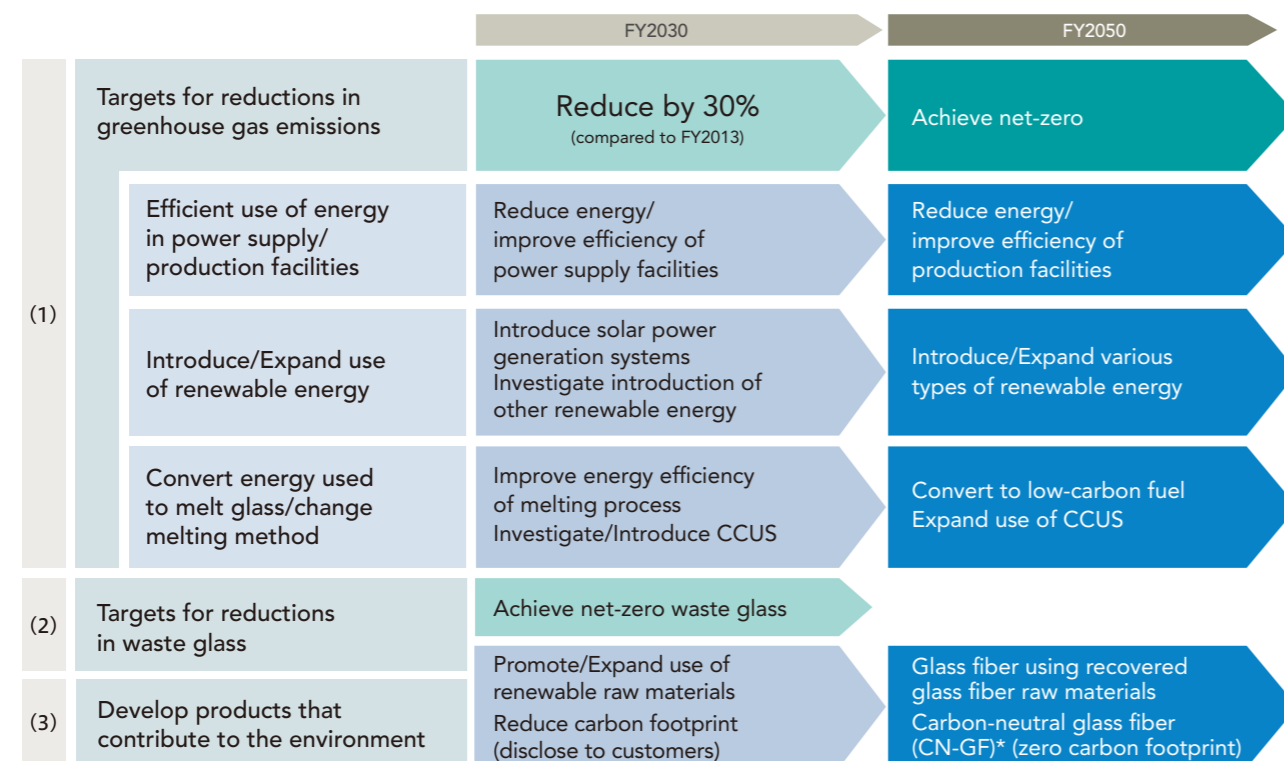 FY2030
FY2050
(1)
Targets for reductions in
greenhouse gas emissions
Reduce by 30%
(compared to FY2013)
Achieve net-zero
Efficient use of energy
in power supply/
production facilities
Reduce energy/
improve efficiency of
power supply facilities
Reduce energy/
improve efficiency of
production facilities
Introduce/Expand use
of renewable energy
Introduce solar power
generation systems
Investigate introduction of
other renewable energy
Introduce/Expand various
types of renewable energy
Convert energy used
to melt glass/change
melting method
Improve energy efficiency
of melting process
Investigate/Introduce CCUS
Convert to low-carbon fuel
Expand use of CCUS
(2)
Targets for reductions
in waste glass
Achieve net-zero waste glass
(3)
Develop products that
contribute to the environment
Promote/Expand use of
renewable raw materials
Reduce carbon footprint
(disclose to customers)
Glass fiber using recovered
glass fiber raw materials
Carbon-neutral glass fiber
(CN-GF)* (zero carbon footprint)